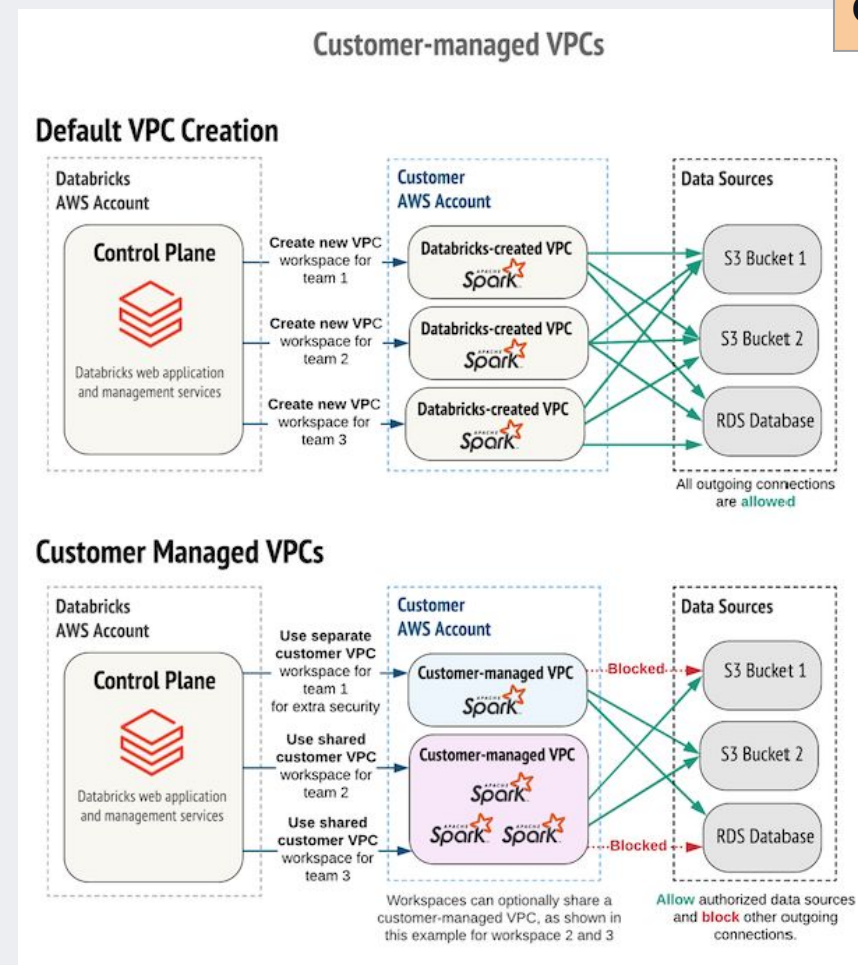 Customer-managed VPCs
Default VPC Creation
Databricks
AWS Account
Control Plane
Databricks web application
and management services
Create new VPC
workspace for
team 1
Create new VPC
workspace for
team 2
Create new VPC
workspace for
team 3
Customer
AWS Account
Databricks-created VPC
APACHE
Spark
Databricks-created VPC
APACHE
Spark
Databricks-created VPC
APACHE
Spark
Data Sources
S3 Bucket 1
S3 Bucket 2
RDS Database
All outgoing connections
are allowed
Customer Managed VPCs
Databricks
AWS Account
Control Plane
Databricks web application
and management services
Use separate
customer VPC
workspace for
team 1
for extra security
Use shared
customer VPC
workspace for
team 2
Use shared
customer VPC
workspace for
team 3
Customer
AWS Account
Customer-managed VPC
APACHE
Spark
Customer-managed VPC
APACHE
Spark
APACHE
Spark
APACHE
Spark
Workspaces can optionally share a
customer-managed VPC, as shown in
this example for workspace 2 and 3
Blocked
Blocked
Data Sources
S3 Bucket 1
S3 Bucket 2
RDS Database
Allow authorized data sources
and block other outgoing
connections.